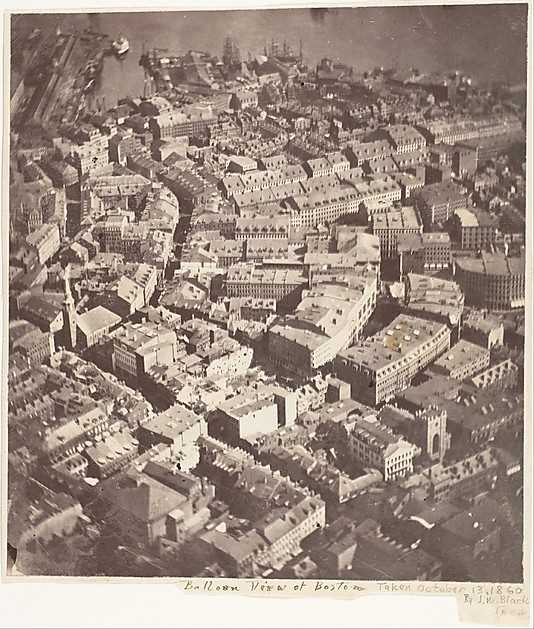 Balloon View of Boston Taken October 13, 1860
By J. W. Black